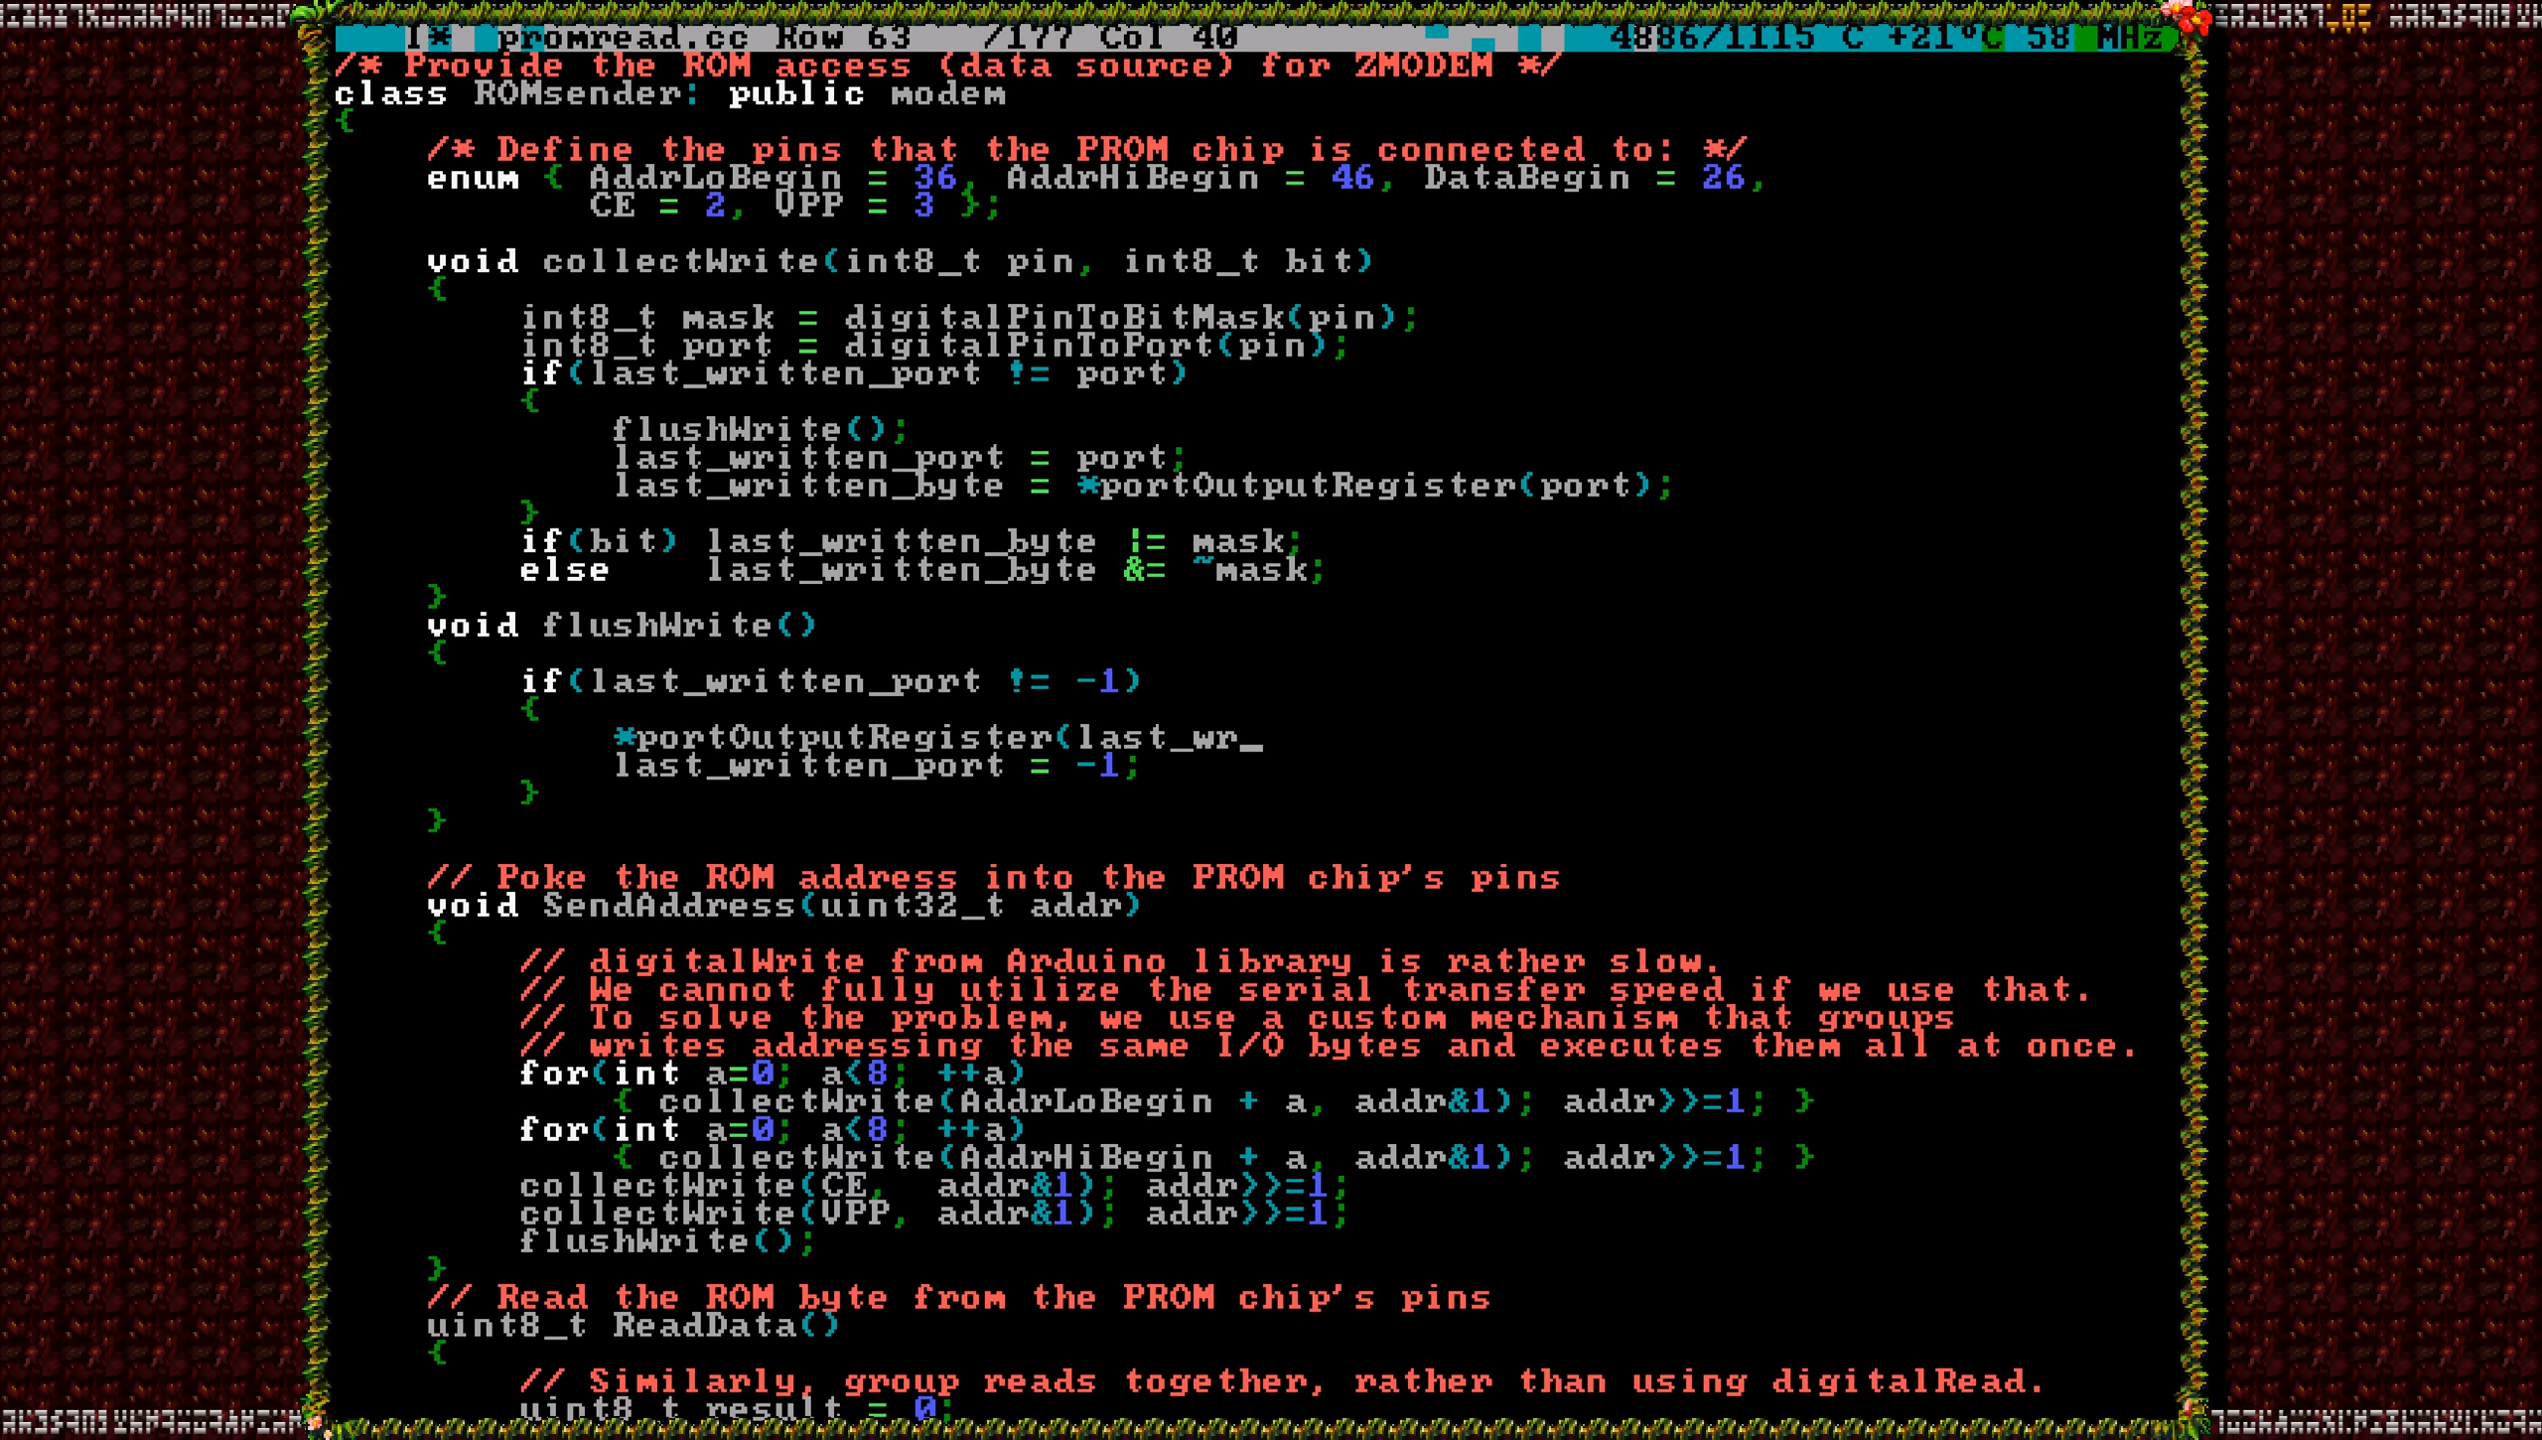 I* promread.cc Row 63 /177 Col 40 4886/1115 C +21°C 58 MHz
/* Provide the ROM access (data source) for ZMODEM */
class ROMsender: public modem
{
/* Define the pins that the PROM chip is connected to: */
enum { AddrLoBegin = 36, AddrHiBegin = 46, DataBegin = 26,
CE = 2, VPP = 3 };
void collectWrite(int8_t pin, int8_t bit)
{
int8_t mask = digitalPinToBitMask(pin);
int8_t port = digitalPinToPort(pin);
if(last_written_port != port)
{
flushWrite();
last_written_port = port;
last_written_byte = *portOutputRegister(port);
}
if(bit) last_written_byte |= mask;
else last_written_byte &= ~mask;
}
void flushWrite()
{
if(last_written_port != -1)
{
*portOutputRegister(last_wr_
last_written_port = -1;
}
}
// Poke the ROM address into the PROM chip's pins
void SendAddress(uint32_t addr)
{
// digitalWrite from Arduino library is rather slow.
// We cannot fully utilize the serial transfer speed if we use that.
// To solve the problem, we use a custom mechanism that groups
// writes addressing the same I/O bytes and executes them all at once.
for(int a=0; a<8; ++a)
{ collectWrite(AddrLoBegin + a, addr&1); addr>>=1; }
for(int a=0; a<8; ++a)
{ collectWrite(AddrHiBegin + a, addr&1); addr>>=1; }
collectWrite(CE, addr&1); addr>>=1;
collectWrite(VPP, addr&1); addr>>=1;
flushWrite();
}
// Read the ROM byte from the PROM chip's pins
uint8_t ReadData()
{
// Similarly, group reads together, rather than using digitalRead.
uint8_t result = 0;